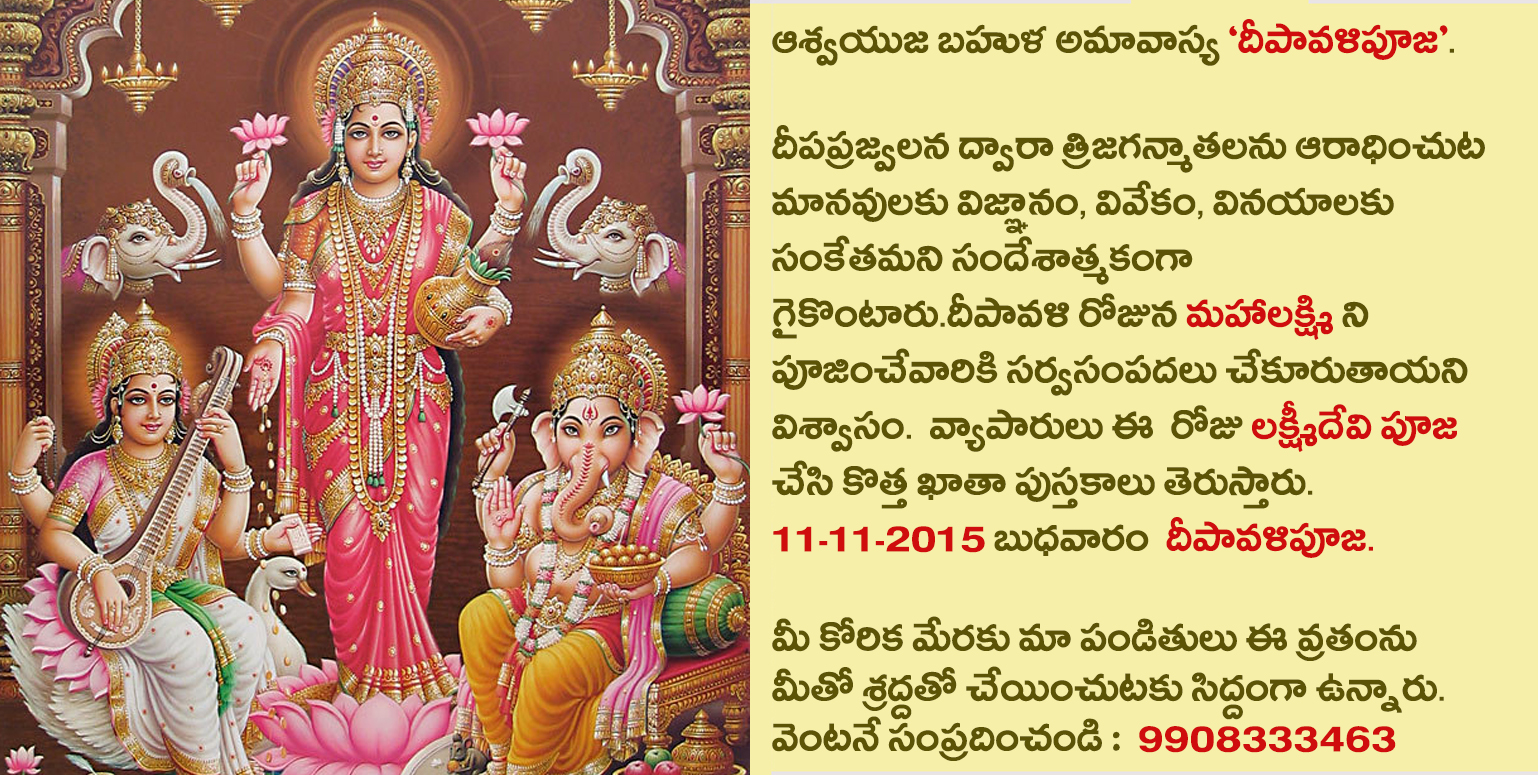 ఆశ్వయుజ బహుళ అమావాస్య ‘దీపావళిపూజ’.
దీపప్రజ్వలన ద్వారా త్రిజగన్మాతలను ఆరాధించుట
మానవులకు విజ్ఞానం, వివేకం, వినయాలకు
సంకేతమని సందేశాత్మకంగా
గైకొంటారు.దీపావళి రోజున మహాలక్ష్మి ని
పూజించేవారికి సర్వసంపదలు చేకూరుతాయని
విశ్వాసం. వ్యాపారులు ఈ రోజు లక్ష్మీదేవి పూజ
చేసి కొత్త ఖాతా పుస్తకాలు తెరుస్తారు.
11-11-2015 బుధవారం దీపావళిపూజ.
మీ కోరిక మేరకు మా పండితులు ఈ వ్రతంను
మీతో శ్రద్దతో చేయించుటకు సిద్దంగా ఉన్నారు.
వెంటనే సంప్రదించండి : 9908333463